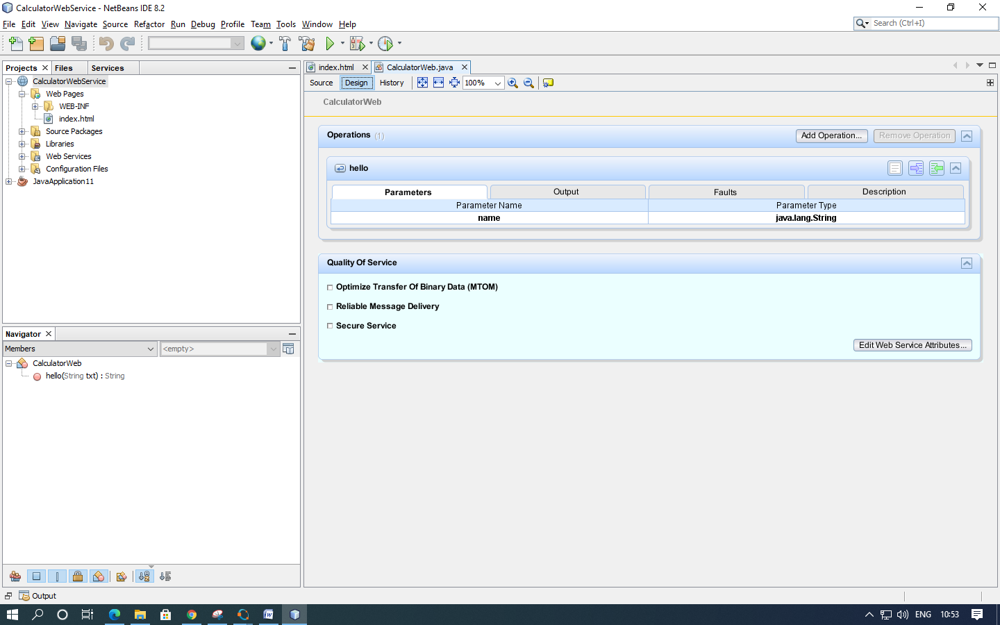 CalculatorWebService - NetBeans IDE 8.2
File Edit View Navigate Source Refactor Run Debug Profile Team Tools Window Help
Search (Ctrl+I)
Projects Files Services
CalculatorWebService
Web Pages
WEB-INF
index.html
Source Packages
Libraries
Web Services
Configuration Files
JavaApplication11
Navigator
Members
<empty>
CalculatorWeb
hello(String txt) : String
index.html CalculatorWeb.java
Source Design History 100%
CalculatorWeb
Operations (1) Add Operation... Remove Operation
hello
Parameters Output Faults Description
Parameter Name Parameter Type
name java.lang.String
Quality Of Service
Optimize Transfer Of Binary Data (MTOM)
Reliable Message Delivery
Secure Service
Edit Web Service Attributes...
Output
ENG 10:53